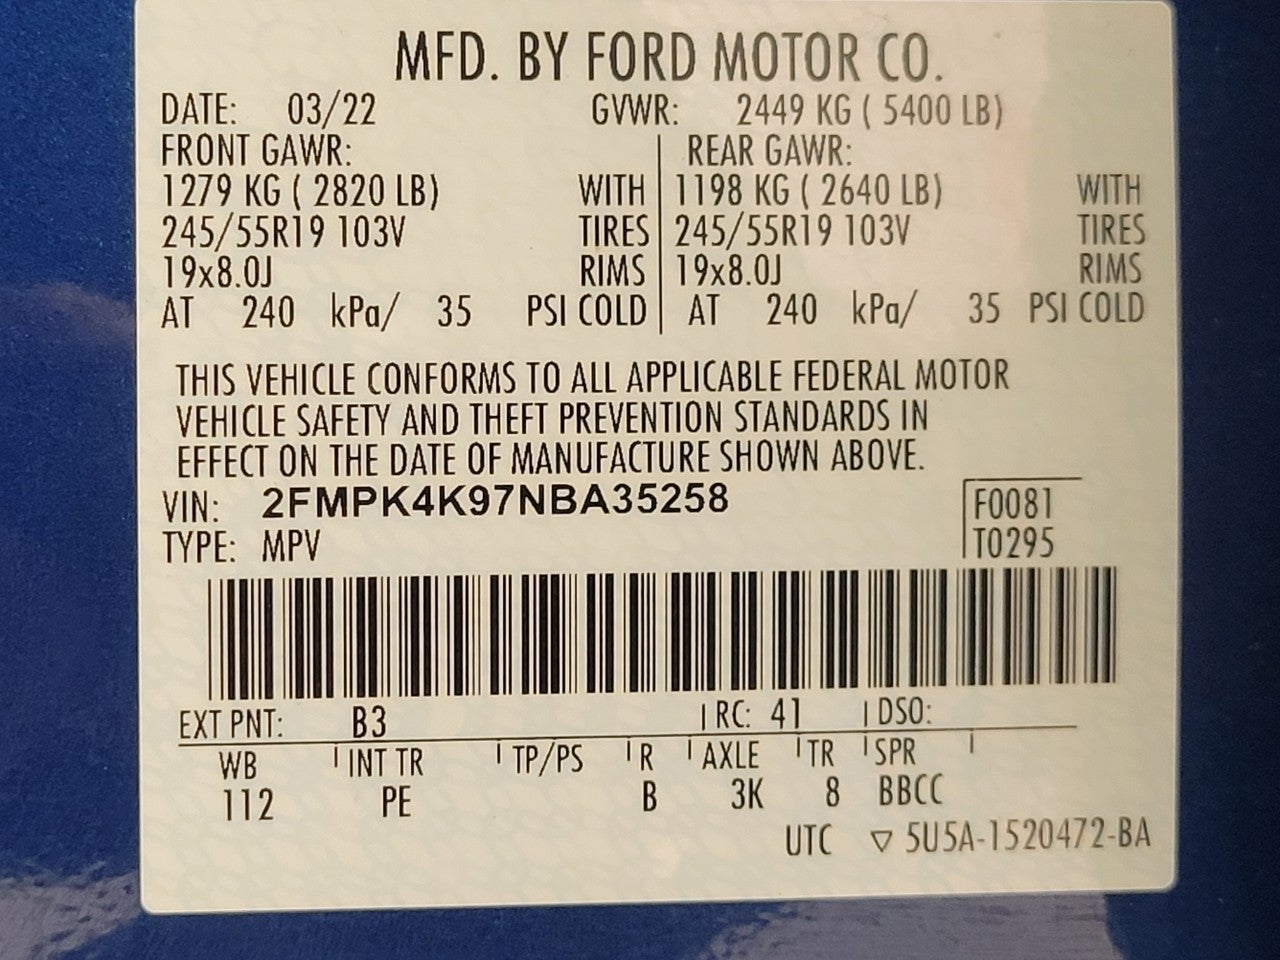 MFD. BY FORD MOTOR CO.
DATE: 03/22 GVWR: 2449 KG ( 5400 LB)
FRONT GAWR: REAR GAWR:
1279 KG ( 2820 LB) WITH 1198 KG ( 2640 LB) WITH
245/55R19 103V TIRES 245/55R19 103V TIRES
19x8.0J RIMS 19x8.0J RIMS
AT 240 kPa/ 35 PSI COLD AT 240 kPa/ 35 PSI COLD
THIS VEHICLE CONFORMS TO ALL APPLICABLE FEDERAL MOTOR
VEHICLE SAFETY AND THEFT PREVENTION STANDARDS IN
EFFECT ON THE DATE OF MANUFACTURE SHOWN ABOVE.
VIN: 2FMPK4K97NBA35258 F0081
TYPE: MPV T0295
EXT PNT: B3 RC: 41 DSO:
WB INT TR TP/PS R AXLE TR SPR
112 PE B 3K 8 BBCC
UTC ▽ 5U5A-1520472-BA